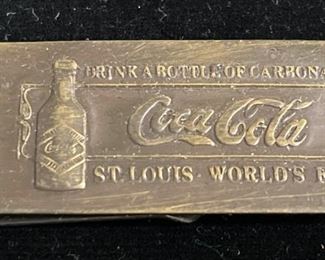 DRINK A BOTTLE OF CARBONA
Coca-Cola
ST. LOUIS · WORLD'S F